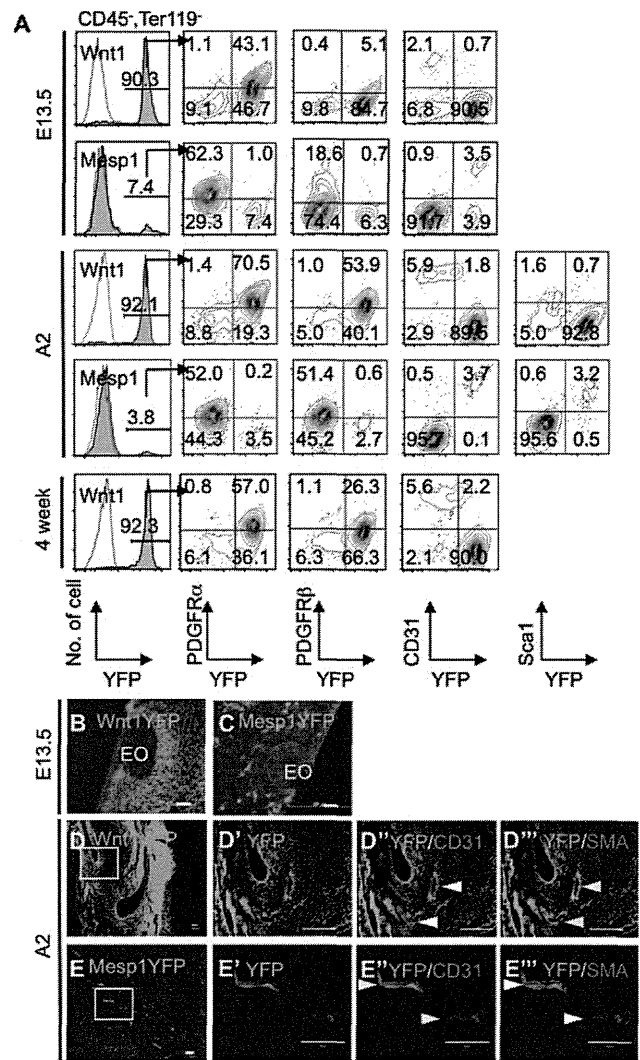 CD45-,Ter119-
A
E13.5
Wnt1
90.3
1.1 43.1
9.1 46.7
0.4 5.1
9.8 84.7
2.1 0.7
6.8 90.5
Mesp1
7.4
62.3 1.0
29.3 7.4
18.6 0.7
74.4 6.3
0.9 3.5
91.7 3.9
A2
Wnt1
92.1
1.4 70.5
8.8 19.3
1.0 53.9
5.0 40.1
5.9 1.8
2.9 89.5
1.6 0.7
5.0 92.8
Mesp1
3.8
52.0 0.2
44.3 3.5
51.4 0.6
45.2 2.7
0.5 3.7
95.7 0.1
0.6 3.2
95.6 0.5
4 week
Wnt1
92.3
0.8 57.0
6.1 36.1
1.1 26.3
6.3 66.3
5.6 2.2
2.1 90.0
No. of cell
YFP
PDGFRα
YFP
PDGFRβ
YFP
CD31
YFP
Sca1
YFP
E13.5
B Wnt1YFP
EO
C Mesp1YFP
EO
A2
D Wnt1YFP
D' YFP
D'' YFP/CD31
D''' YFP/SMA
E Mesp1YFP
E' YFP
E'' YFP/CD31
E''' YFP/SMA